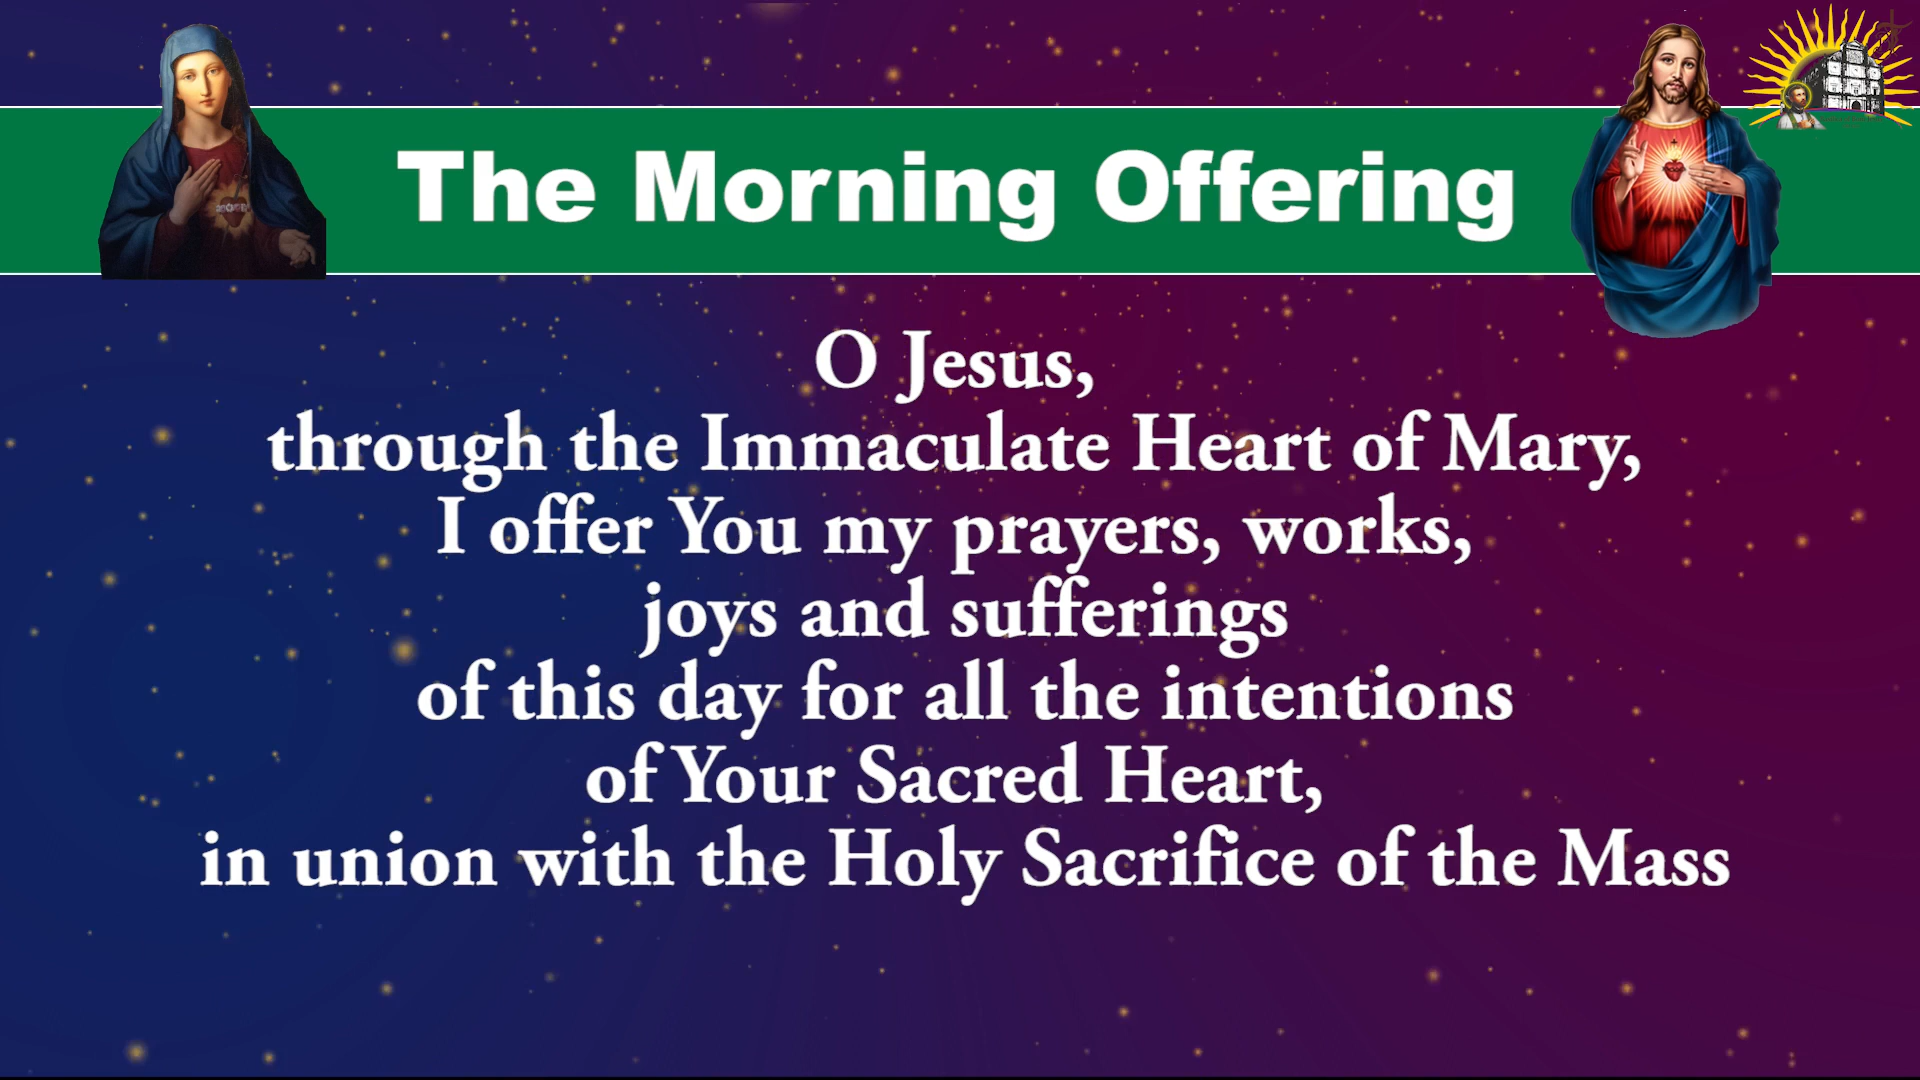 The Morning Offering
O Jesus,
through the Immaculate Heart of Mary,
I offer You my prayers, works,
joys and sufferings
of this day for all the intentions
of Your Sacred Heart,
in union with the Holy Sacrifice of the Mass